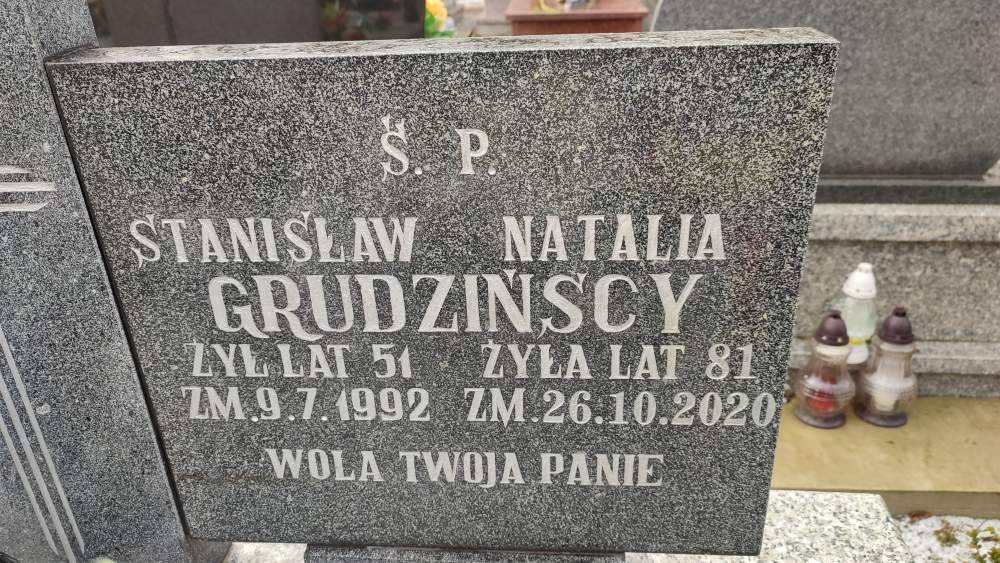 Ś. P.
STANISŁAW NATALIA
GRUDZIŃSCY
ŻYŁ LAT 51 ŻYŁA LAT 81
ZM.9.7.1992 ZM.26.10.2020
WOLA TWOJA PANIE